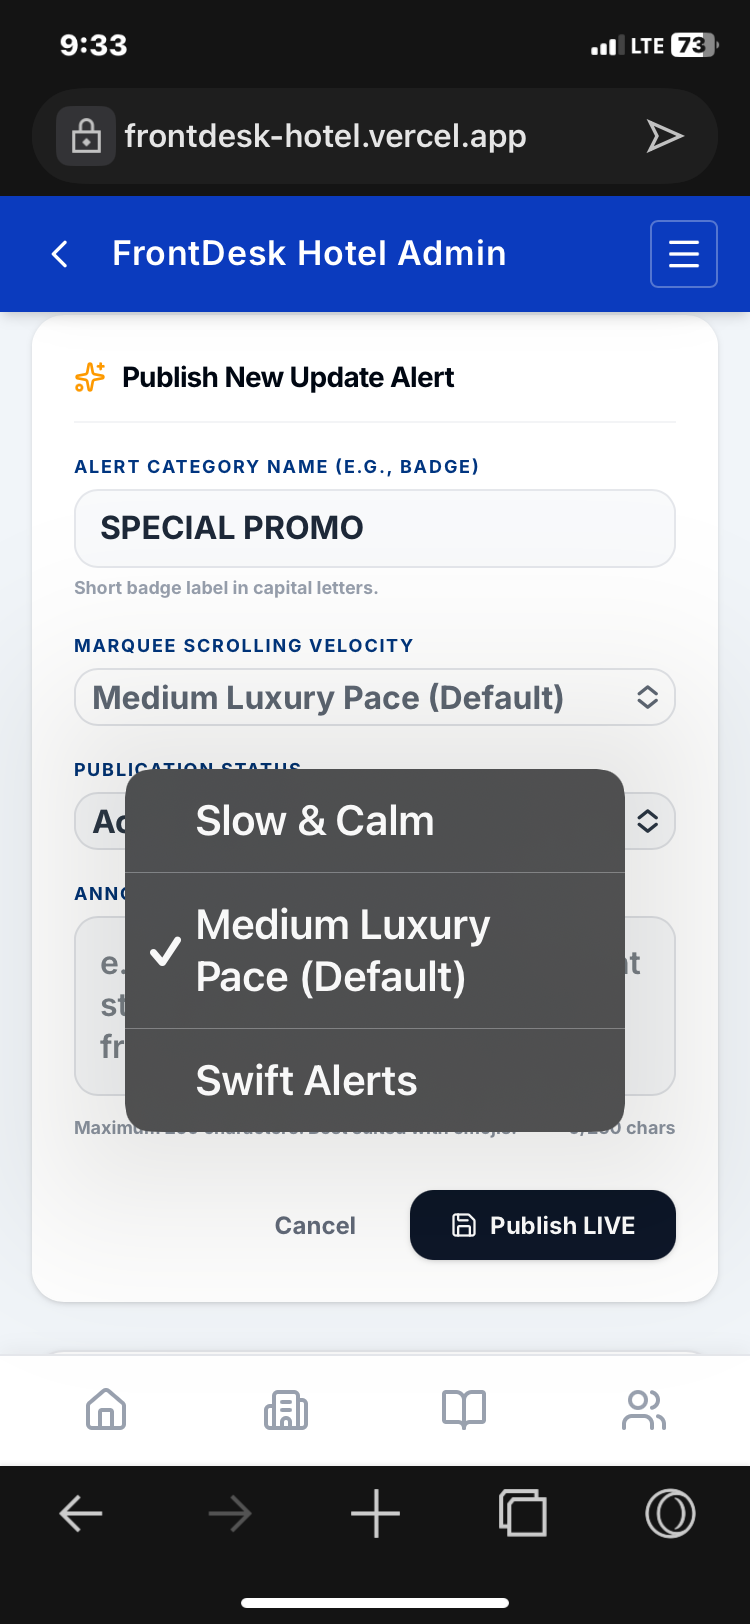 9:33
LTE 73
frontdesk-hotel.vercel.app
FrontDesk Hotel Admin
Publish New Update Alert
ALERT CATEGORY NAME (E.G., BADGE)
SPECIAL PROMO
Short badge label in capital letters.
MARQUEE SCROLLING VELOCITY
Medium Luxury Pace (Default)
PUBLICATION STATUS
Slow & Calm
Medium Luxury
Pace (Default)
Swift Alerts
chars
Cancel
Publish LIVE